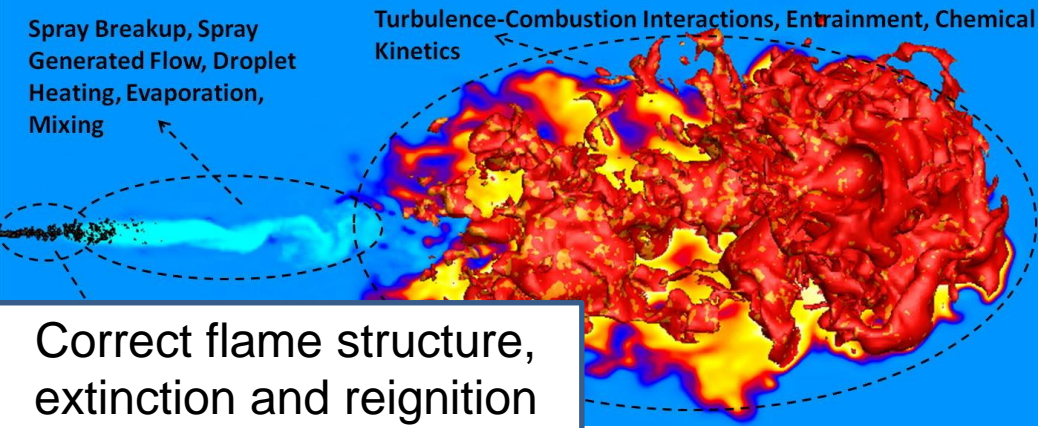 Spray Breakup, Spray
Generated Flow, Droplet
Heating, Evaporation,
Mixing
Turbulence-Combustion Interactions, Entrainment, Chemical
Kinetics
Correct flame structure,
extinction and reignition